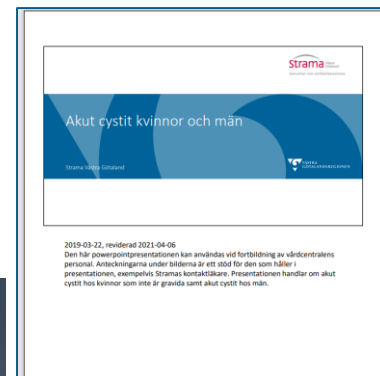 Strama
Akut cystit kvinnor och män
Strama Västra Götaland
VÄSTRA
GÖTALANDSREGIONEN
2019-03-22, reviderad 2021-04-06
Den här powerpointpresentationen kan användas vid fortbildning av vårdcentralens
personal. Anteckningarna under bilderna är ett stöd för den som håller i
presentationen, exempelvis Stramas kontaktläkare. Presentationen handlar om akut
cystit hos kvinnor som inte är gravida samt akut cystit hos män.